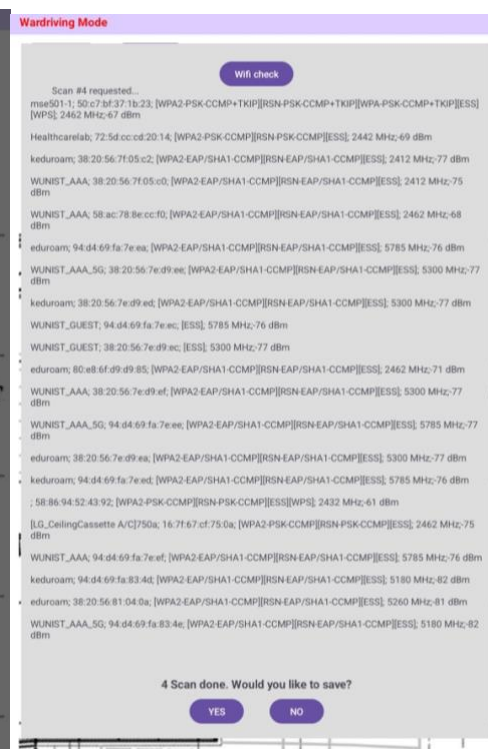 Wardriving Mode
Wifi check
Scan #4 requested...
mse501-1; 50:c7:bf:37:1b:23; [WPA2-PSK-CCMP+TKIP][RSN-PSK-CCMP+TKIP][WPA-PSK-CCMP+TKIP][ESS]
[WPS]; 2462 MHz;-67 dBm
Healthcarelab; 72:5d:cc:cd:20:14; [WPA2-PSK-CCMP][RSN-PSK-CCMP][ESS]; 2442 MHz;-69 dBm
keduroam; 38:20:56:7f:05:c2; [WPA2-EAP/SHA1-CCMP][RSN-EAP/SHA1-CCMP][ESS]; 2412 MHz;-77 dBm
WUNIST_AAA; 38:20:56:7f:05:c0; [WPA2-EAP/SHA1-CCMP][RSN-EAP/SHA1-CCMP][ESS]; 2412 MHz;-75
dBm
WUNIST_AAA; 58:ac:78:8e:cc:f0; [WPA2-EAP/SHA1-CCMP][RSN-EAP/SHA1-CCMP][ESS]; 2462 MHz;-68
dBm
eduroam; 94:d4:69:fa:7e:ea; [WPA2-EAP/SHA1-CCMP][RSN-EAP/SHA1-CCMP][ESS]; 5785 MHz;-76 dBm
WUNIST_AAA_5G; 38:20:56:7e:d9:ee; [WPA2-EAP/SHA1-CCMP][RSN-EAP/SHA1-CCMP][ESS]; 5300 MHz;-77
dBm
keduroam; 38:20:56:7e:d9:ed; [WPA2-EAP/SHA1-CCMP][RSN-EAP/SHA1-CCMP][ESS]; 5300 MHz;-77 dBm
WUNIST_GUEST; 94:d4:69:fa:7e:ec; [ESS]; 5785 MHz;-76 dBm
WUNIST_GUEST; 38:20:56:7e:d9:ec; [ESS]; 5300 MHz;-77 dBm
eduroam; 80:e8:6f:d9:d9:85; [WPA2-EAP/SHA1-CCMP][RSN-EAP/SHA1-CCMP][ESS]; 2462 MHz;-71 dBm
WUNIST_AAA; 38:20:56:7e:d9:ef; [WPA2-EAP/SHA1-CCMP][RSN-EAP/SHA1-CCMP][ESS]; 5300 MHz;-77
dBm
WUNIST_AAA_5G; 94:d4:69:fa:7e:ee; [WPA2-EAP/SHA1-CCMP][RSN-EAP/SHA1-CCMP][ESS]; 5785 MHz;-77
dBm
eduroam; 38:20:56:7e:d9:ea; [WPA2-EAP/SHA1-CCMP][RSN-EAP/SHA1-CCMP][ESS]; 5300 MHz;-77 dBm
keduroam; 94:d4:69:fa:7e:ed; [WPA2-EAP/SHA1-CCMP][RSN-EAP/SHA1-CCMP][ESS]; 5785 MHz;-76 dBm
; 58:86:94:52:43:92; [WPA2-PSK-CCMP][RSN-PSK-CCMP][ESS][WPS]; 2432 MHz;-61 dBm
[LG_CeilingCassette A/C]750a; 16:7f:67:cf:75:0a; [WPA2-PSK-CCMP][RSN-PSK-CCMP][ESS]; 2462 MHz;-75
dBm
WUNIST_AAA; 94:d4:69:fa:7e:ef; [WPA2-EAP/SHA1-CCMP][RSN-EAP/SHA1-CCMP][ESS]; 5785 MHz;-76 dBm
keduroam; 94:d4:69:fa:83:4d; [WPA2-EAP/SHA1-CCMP][RSN-EAP/SHA1-CCMP][ESS]; 5180 MHz;-82 dBm
eduroam; 38:20:56:81:04:0a; [WPA2-EAP/SHA1-CCMP][RSN-EAP/SHA1-CCMP][ESS]; 5260 MHz;-81 dBm
WUNIST_AAA_5G; 94:d4:69:fa:83:4e; [WPA2-EAP/SHA1-CCMP][RSN-EAP/SHA1-CCMP][ESS]; 5180 MHz;-82
dBm
4 Scan done. Would you like to save?
YES NO